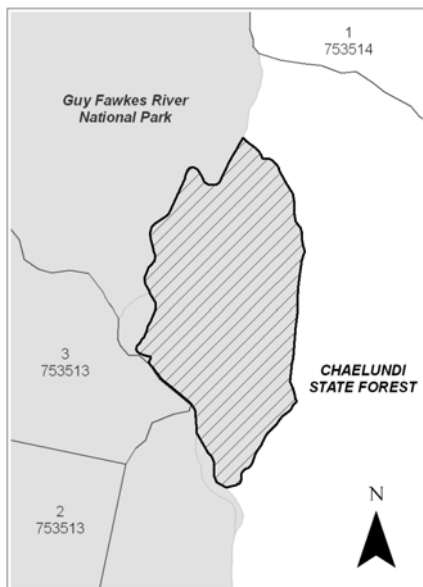 1
753514
Guy Fawkes River
National Park
3
753513
CHAELUNDI
STATE FOREST
2
753513
N